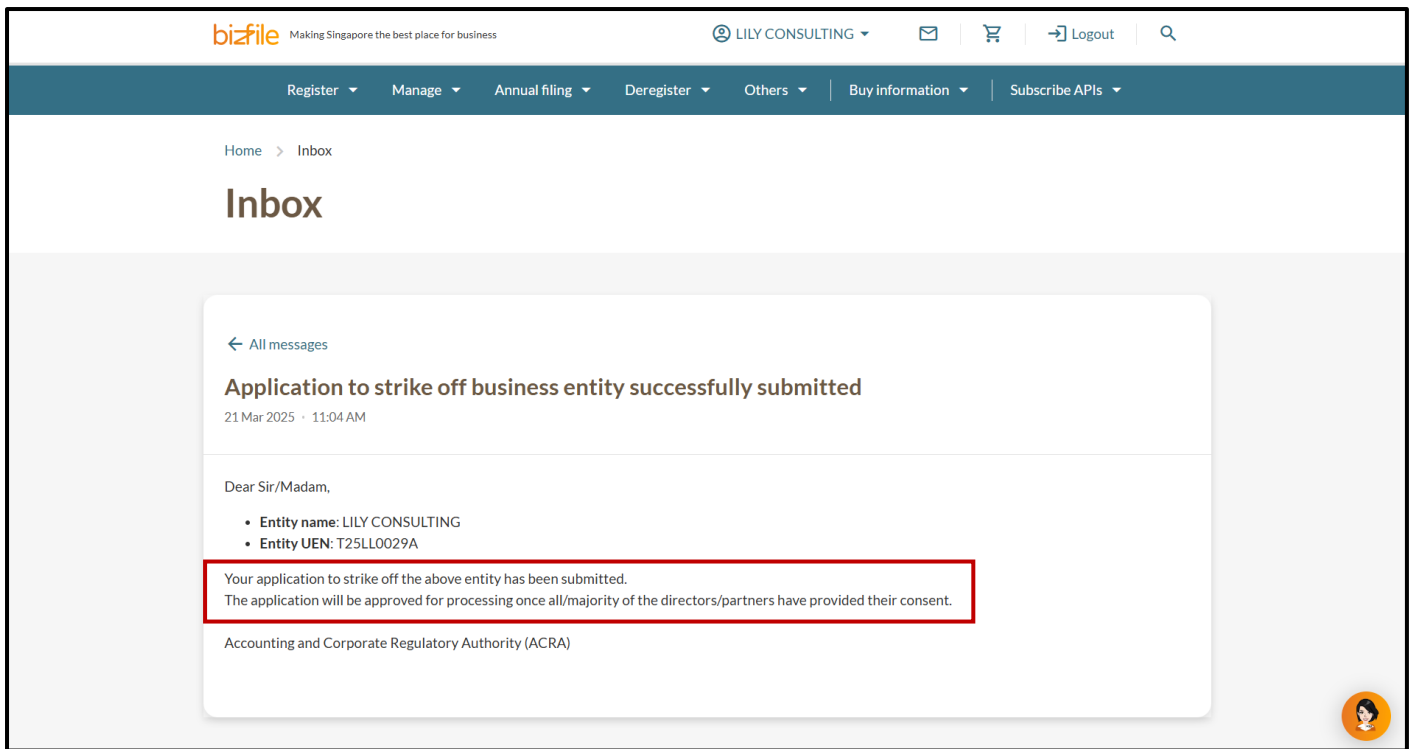 bizfile Making Singapore the best place for business LILY CONSULTING Logout
Register Manage Annual filing Deregister Others Buy information Subscribe APIs
Home > Inbox
Inbox
← All messages
Application to strike off business entity successfully submitted
21 Mar 2025 · 11:04 AM
Dear Sir/Madam,
• Entity name: LILY CONSULTING
• Entity UEN: T25LL0029A
Your application to strike off the above entity has been submitted.
The application will be approved for processing once all/majority of the directors/partners have provided their consent.
Accounting and Corporate Regulatory Authority (ACRA)